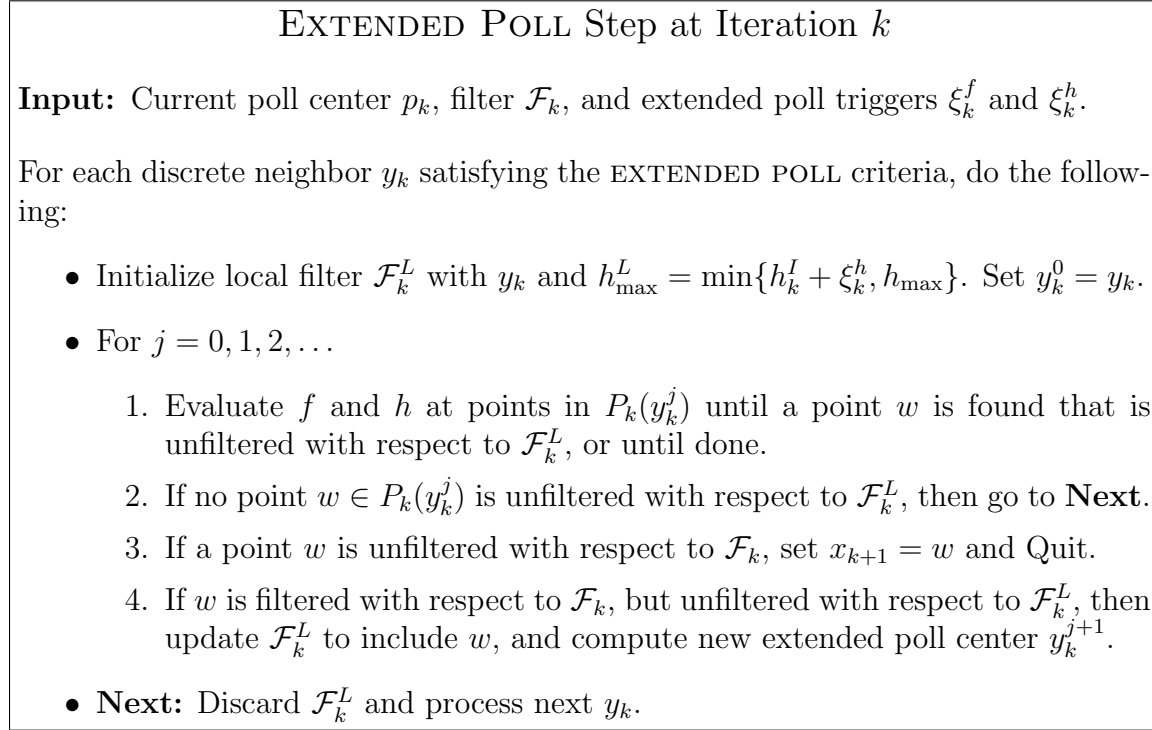 EXTENDED POLL Step at Iteration k
Input: Current poll center p_k, filter 𝓕_k, and extended poll triggers ξ_k^f and ξ_k^h.
For each discrete neighbor y_k satisfying the EXTENDED POLL criteria, do the follow-
ing:
• Initialize local filter 𝓕_k^L with y_k and h_max^L = min{h_k^I + ξ_k^h, h_max}. Set y_k^0 = y_k.
• For j = 0, 1, 2, …
1. Evaluate f and h at points in P_k(y_k^j) until a point w is found that is
unfiltered with respect to 𝓕_k^L, or until done.
2. If no point w ∈ P_k(y_k^j) is unfiltered with respect to 𝓕_k^L, then go to Next.
3. If a point w is unfiltered with respect to 𝓕_k, set x_{k+1} = w and Quit.
4. If w is filtered with respect to 𝓕_k, but unfiltered with respect to 𝓕_k^L, then
update 𝓕_k^L to include w, and compute new extended poll center y_k^{j+1}.
• Next: Discard 𝓕_k^L and process next y_k.